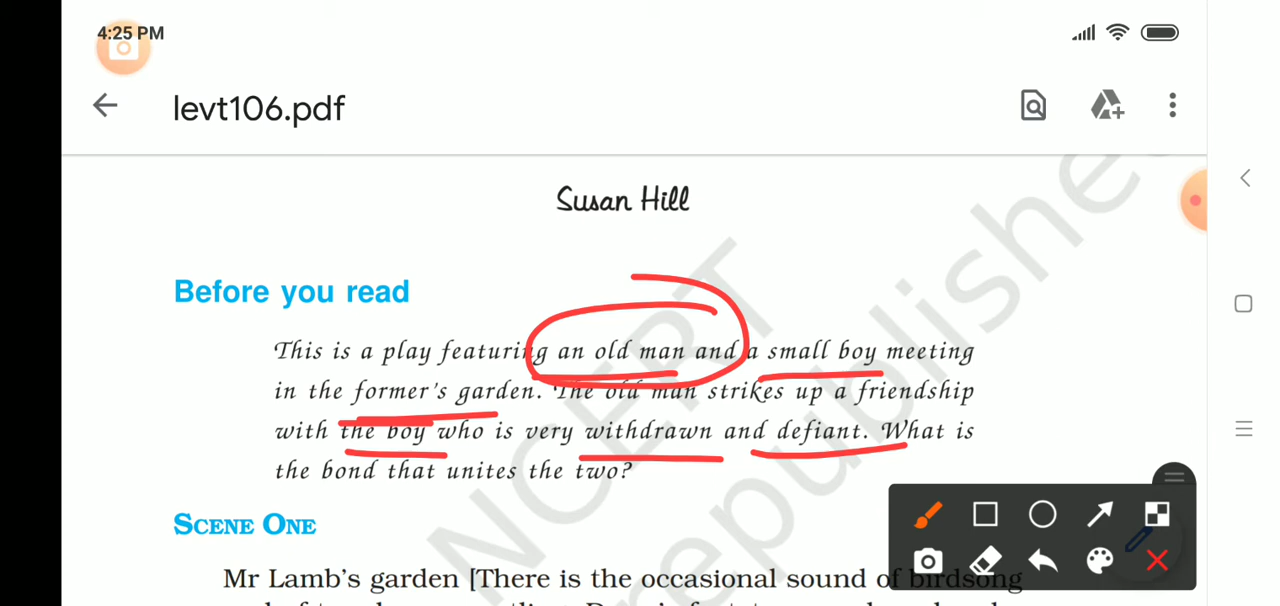 4:25 PM
levt106.pdf
Susan Hill
Before you read
This is a play featuring an old man and a small boy meeting
in the former's garden. The old man strikes up a friendship
with the boy who is very withdrawn and defiant. What is
the bond that unites the two?
SCENE ONE
Mr Lamb's garden [There is the occasional sound of birdsong
NCERT
republishe